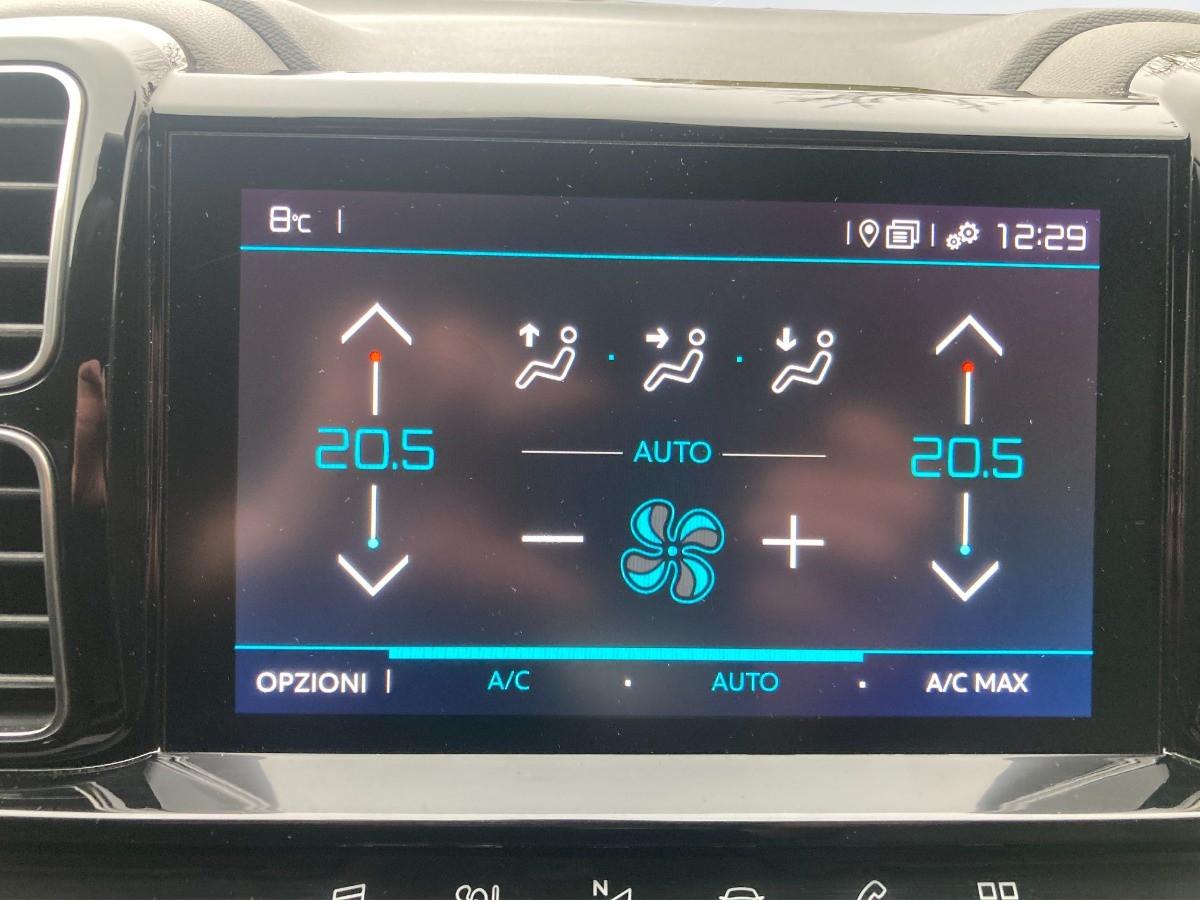 8°C 12:29
20.5 AUTO 20.5
OPZIONI A/C AUTO A/C MAX
N